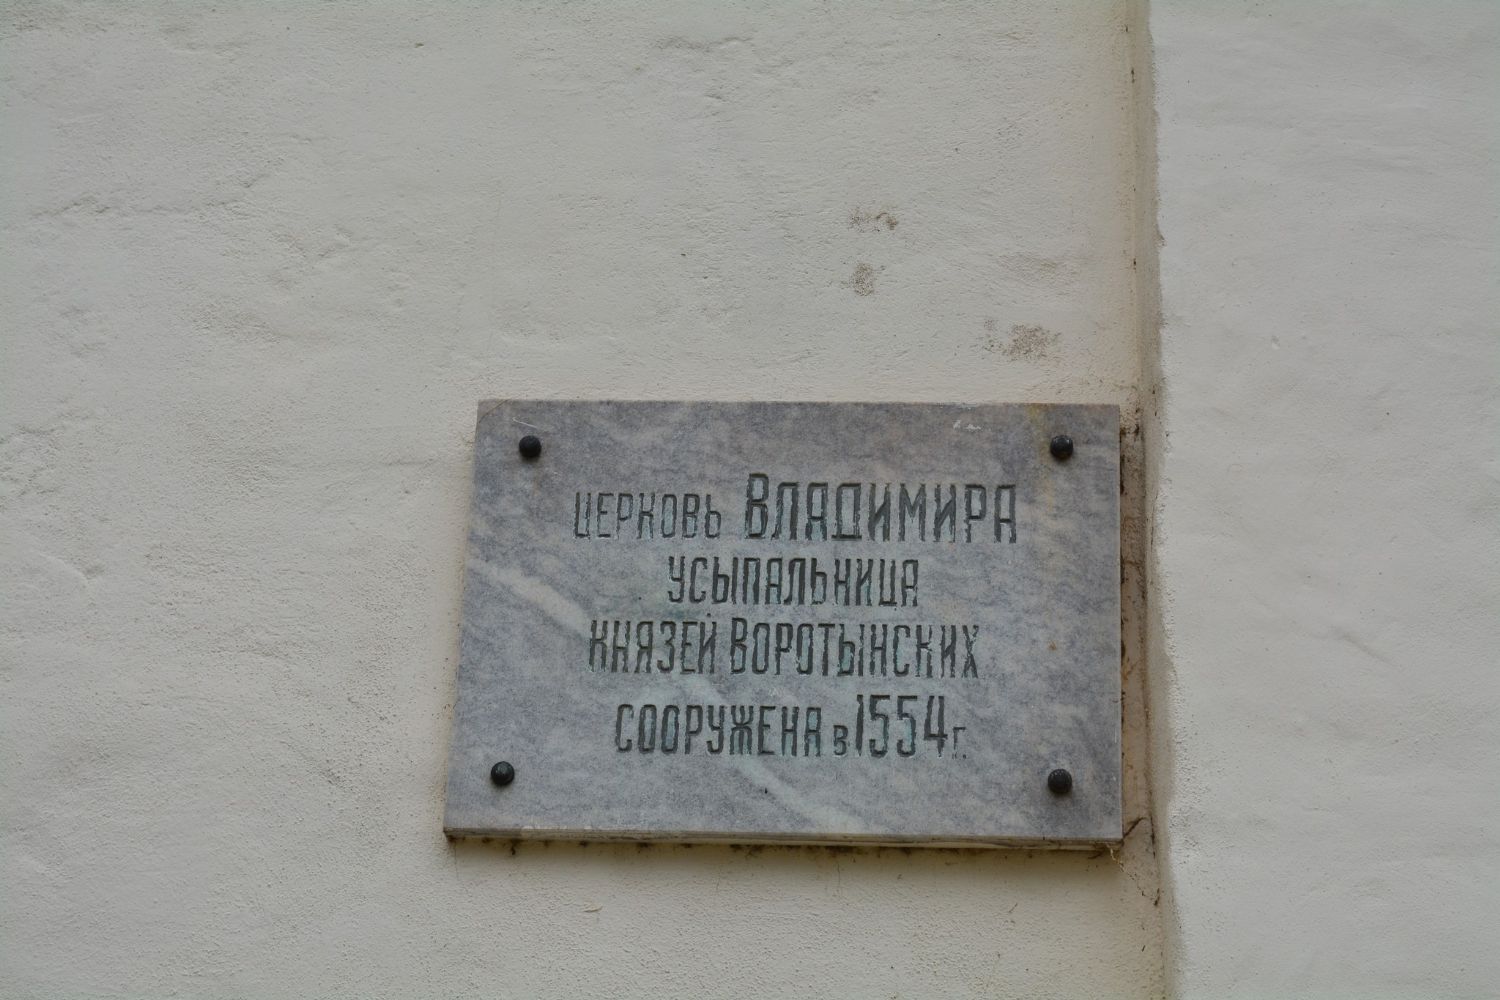 церковь Владимира
усыпальница
князей Воротынских
сооружена в 1554 г.